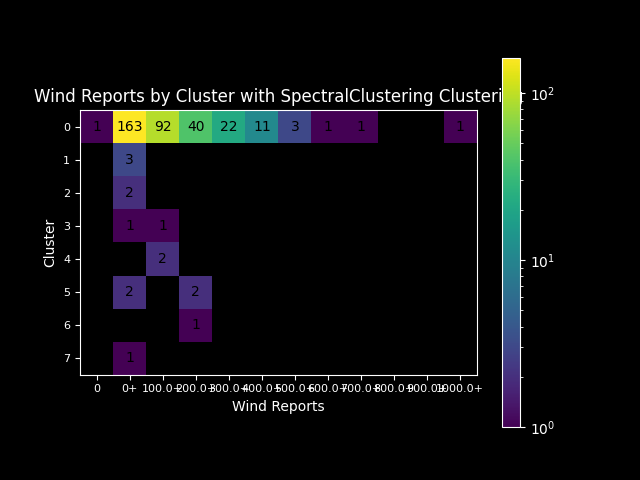 Wind Reports by Cluster with SpectralClustering Clusteri
0 1 163 92 40 22 11 3 1 1 1
1 3
2 2
3 1 1
4 2
5 2 2
6 1
7 1
0 0+ 100.0+ 200.0+ 300.0+ 400.0+ 500.0+ 600.0+ 700.0+ 800.0+ 900.0+ 1000.0+
Wind Reports
Cluster
10²
10¹
10⁰